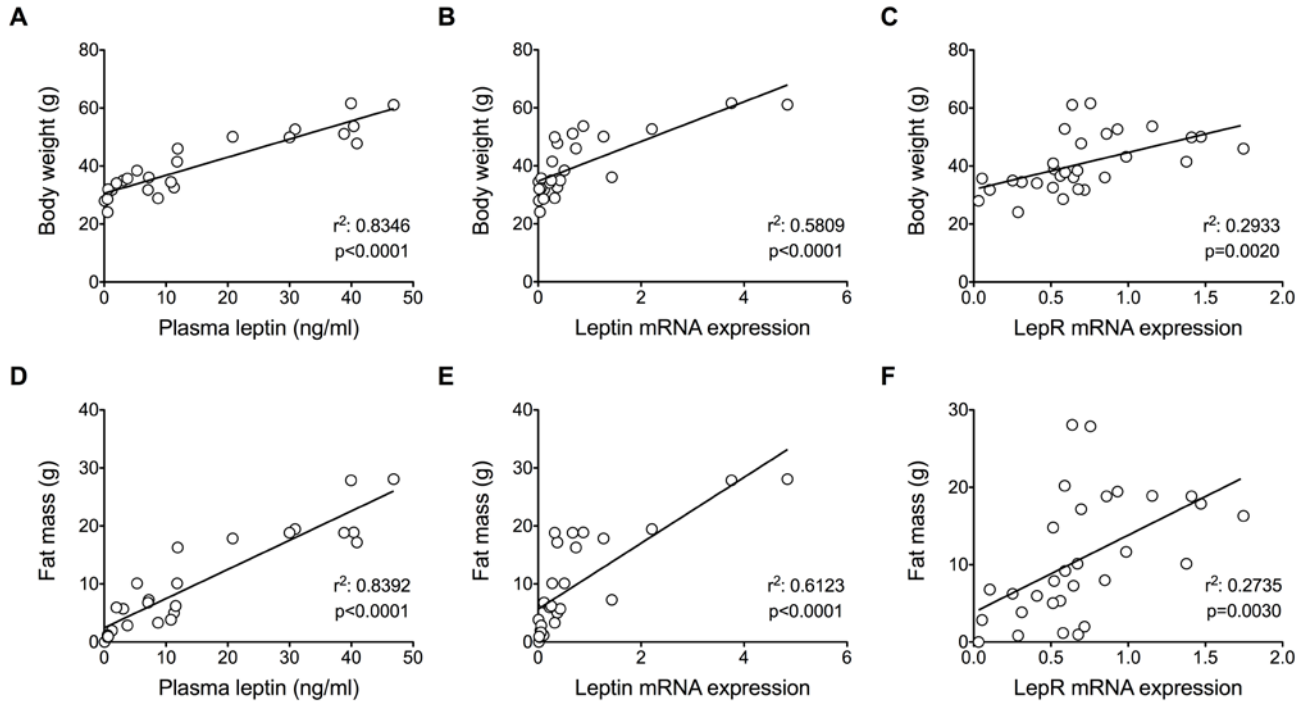 A
B
C
80
60
40
20
0
Body weight (g)
0
10
20
30
40
50
Plasma leptin (ng/ml)
r²: 0.8346
p<0.0001
80
60
40
20
0
Body weight (g)
0
2
4
6
Leptin mRNA expression
r²: 0.5809
p<0.0001
80
60
40
20
0
Body weight (g)
0.0
0.5
1.0
1.5
2.0
LepR mRNA expression
r²: 0.2933
p=0.0020
D
E
F
40
30
20
10
0
Fat mass (g)
0
10
20
30
40
50
Plasma leptin (ng/ml)
r²: 0.8392
p<0.0001
40
30
20
10
0
Fat mass (g)
0
2
4
6
Leptin mRNA expression
r²: 0.6123
p<0.0001
30
20
10
0
Fat mass (g)
0.0
0.5
1.0
1.5
2.0
LepR mRNA expression
r²: 0.2735
p=0.0030